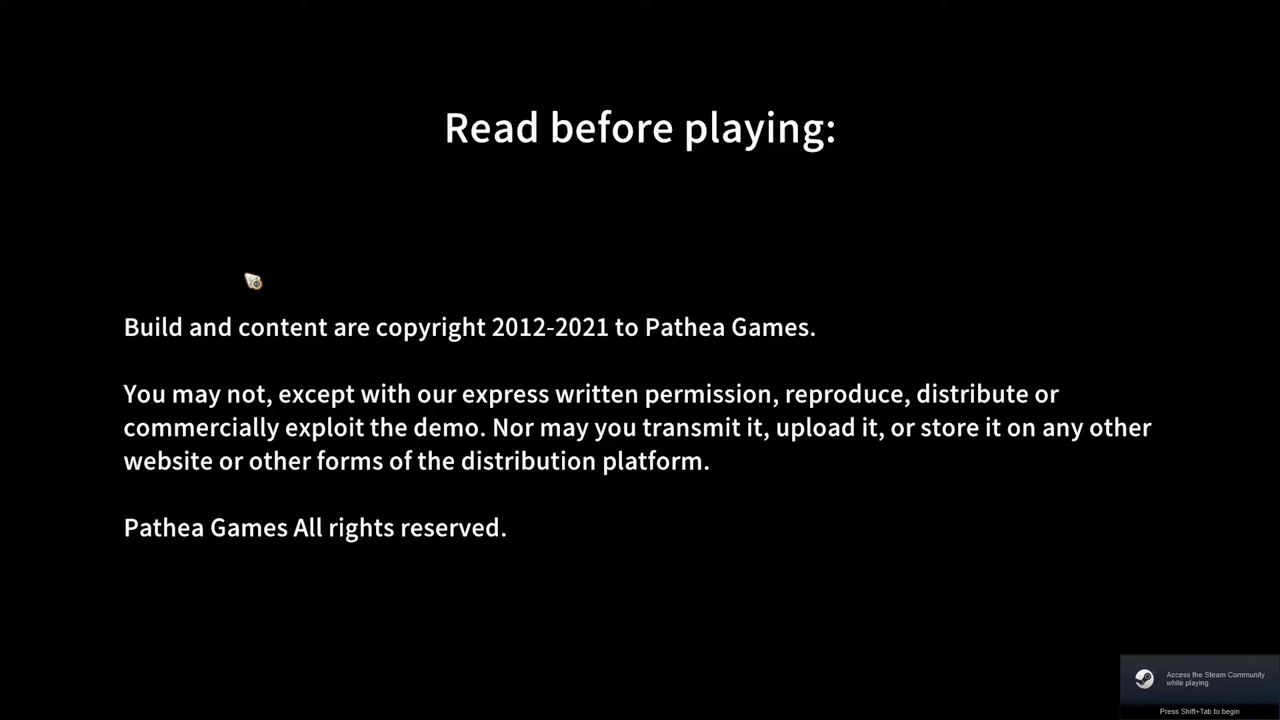 Read before playing:
Build and content are copyright 2012-2021 to Pathea Games.
You may not, except with our express written permission, reproduce, distribute or
commercially exploit the demo. Nor may you transmit it, upload it, or store it on any other
website or other forms of the distribution platform.
Pathea Games All rights reserved.
Access the Steam Community
while playing.
Press Shift+Tab to begin